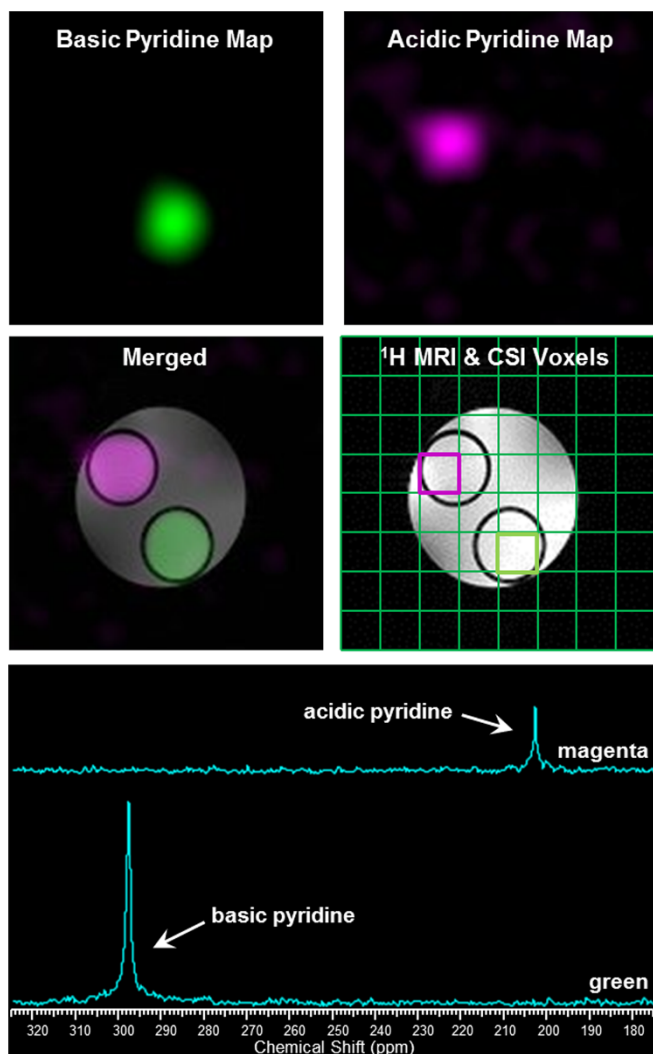 Basic Pyridine Map
Acidic Pyridine Map
Merged
¹H MRI & CSI Voxels
acidic pyridine
magenta
basic pyridine
green
320 310 300 290 280 270 260 250 240 230 220 210 200 190 180
Chemical Shift (ppm)